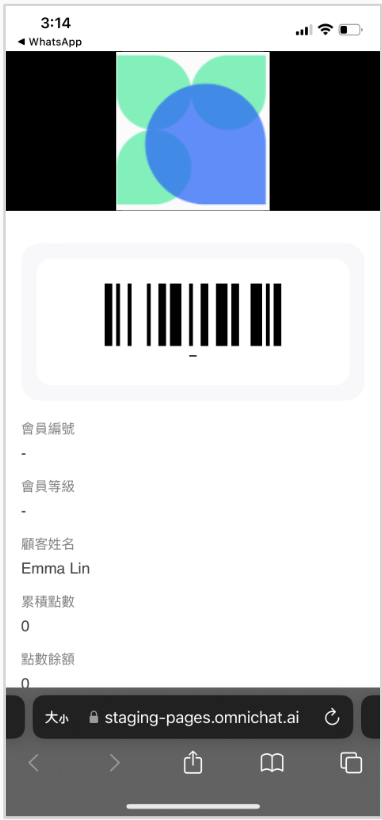 3:14
◀ WhatsApp
-
會員編號
-
會員等級
-
顧客姓名
Emma Lin
累積點數
0
點數餘額
0
大小 staging-pages.omnichat.ai